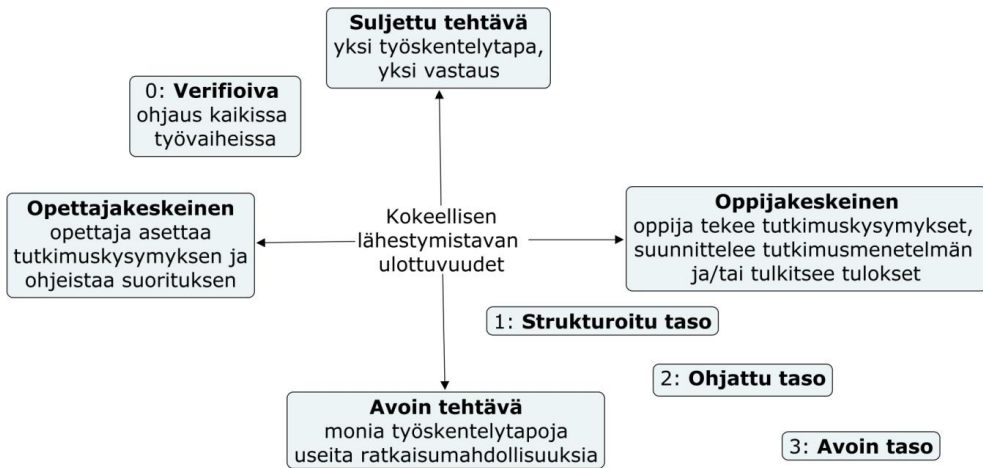 Suljettu tehtävä
yksi työskentelytapa,
yksi vastaus
0: Verifioiva
ohjaus kaikissa
työvaiheissa
Opettajakeskeinen
opettaja asettaa
tutkimuskysymyksen ja
ohjeistaa suorituksen
Kokeellisen
lähestymistavan
ulottuvuudet
Oppijakeskeinen
oppija tekee tutkimuskysymykset,
suunnittelee tutkimusmenetelmän
ja/tai tulkitsee tulokset
1: Strukturoitu taso
2: Ohjattu taso
Avoin tehtävä
monia työskentelytapoja
useita ratkaisumahdollisuuksia
3: Avoin taso